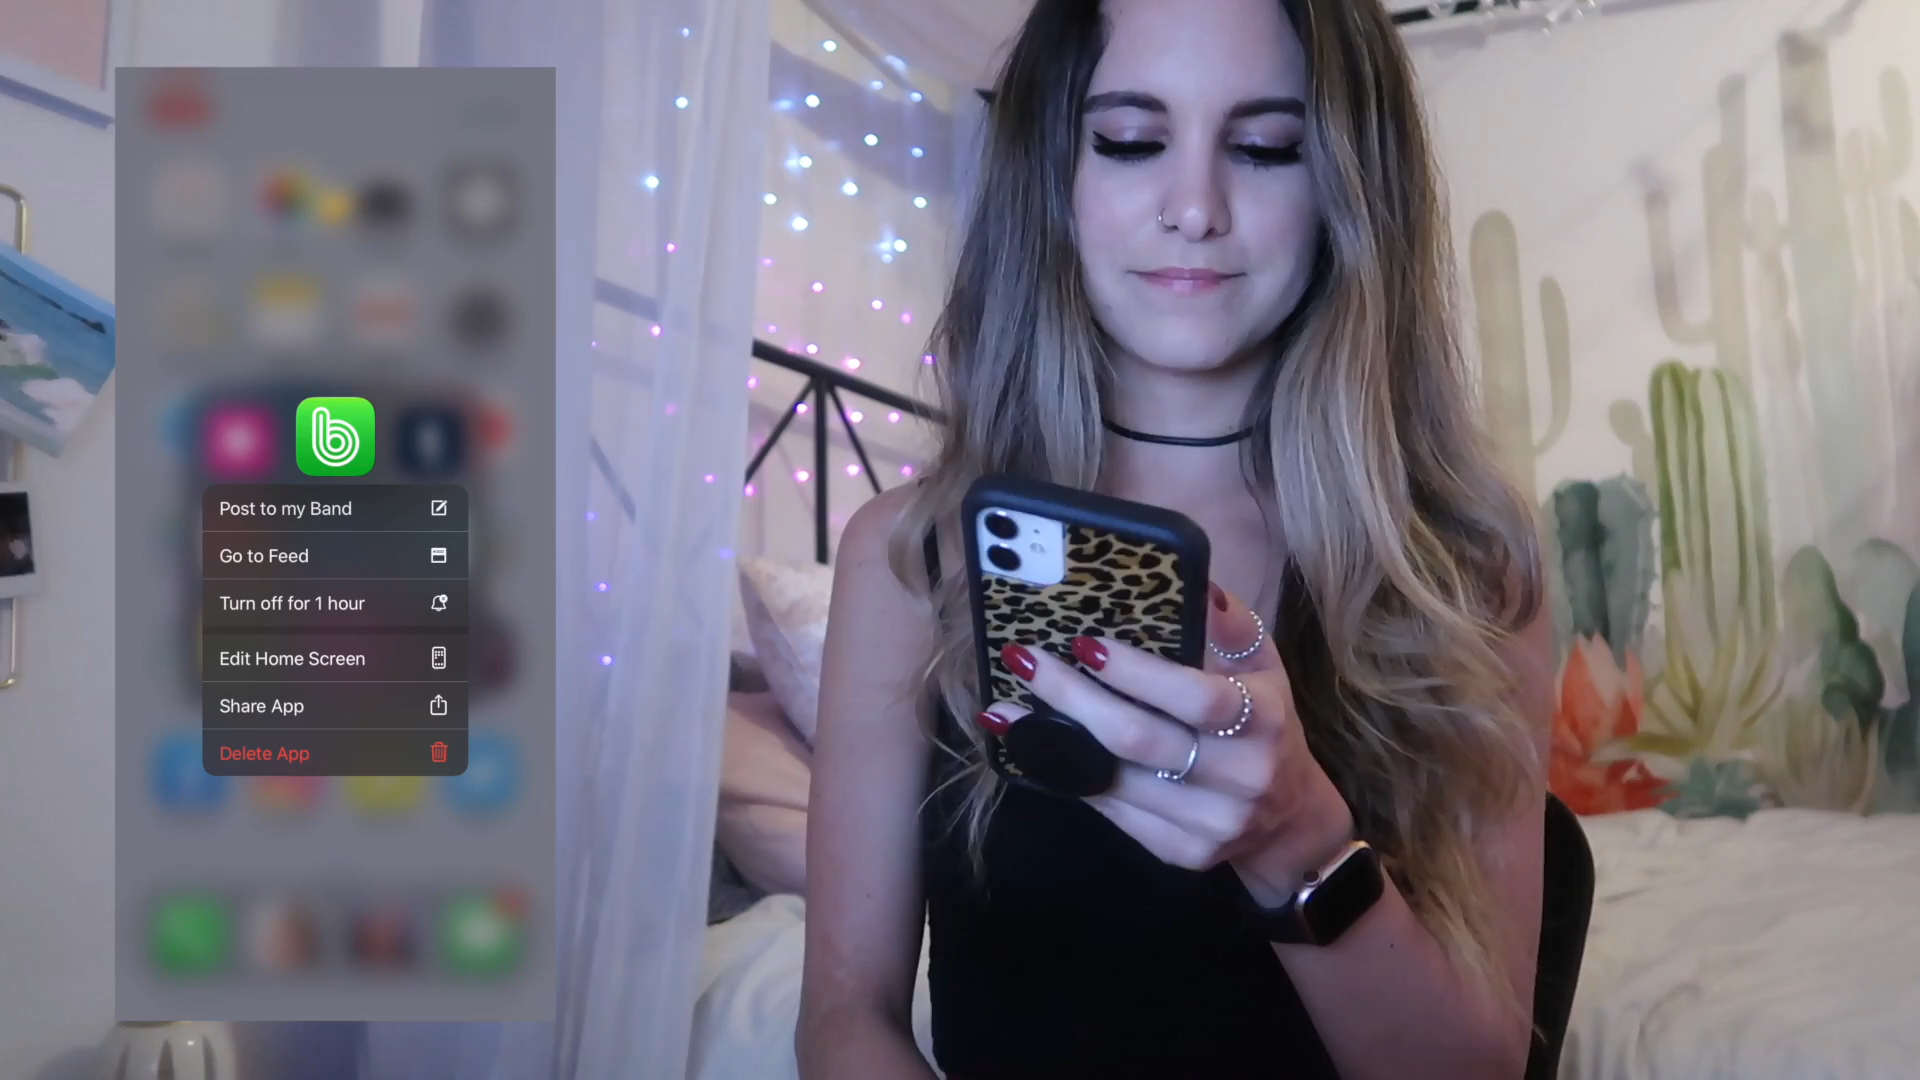 Post to my Band
Go to Feed
Turn off for 1 hour
Edit Home Screen
Share App
Delete App